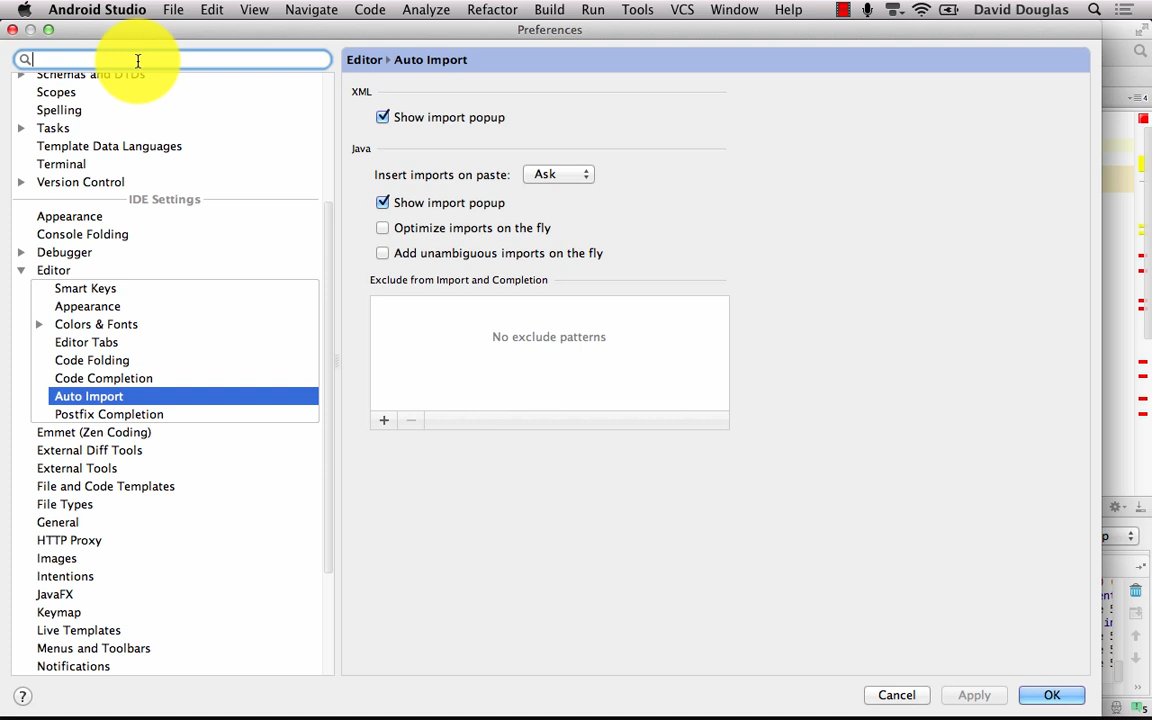 Android Studio File Edit View Navigate Code Analyze Refactor Build Run Tools VCS Window Help David Douglas
Preferences
Schemas and DTDs
Scopes
Spelling
Tasks
Template Data Languages
Terminal
Version Control
IDE Settings
Appearance
Console Folding
Debugger
Editor
Smart Keys
Appearance
Colors & Fonts
Editor Tabs
Code Folding
Code Completion
Auto Import
Postfix Completion
Emmet (Zen Coding)
External Diff Tools
External Tools
File and Code Templates
File Types
General
HTTP Proxy
Images
Intentions
JavaFX
Keymap
Live Templates
Menus and Toolbars
Notifications
Editor Auto Import
XML
Show import popup
Java
Insert imports on paste: Ask
Show import popup
Optimize imports on the fly
Add unambiguous imports on the fly
Exclude from Import and Completion
No exclude patterns
+ −
? Cancel Apply OK
4
5